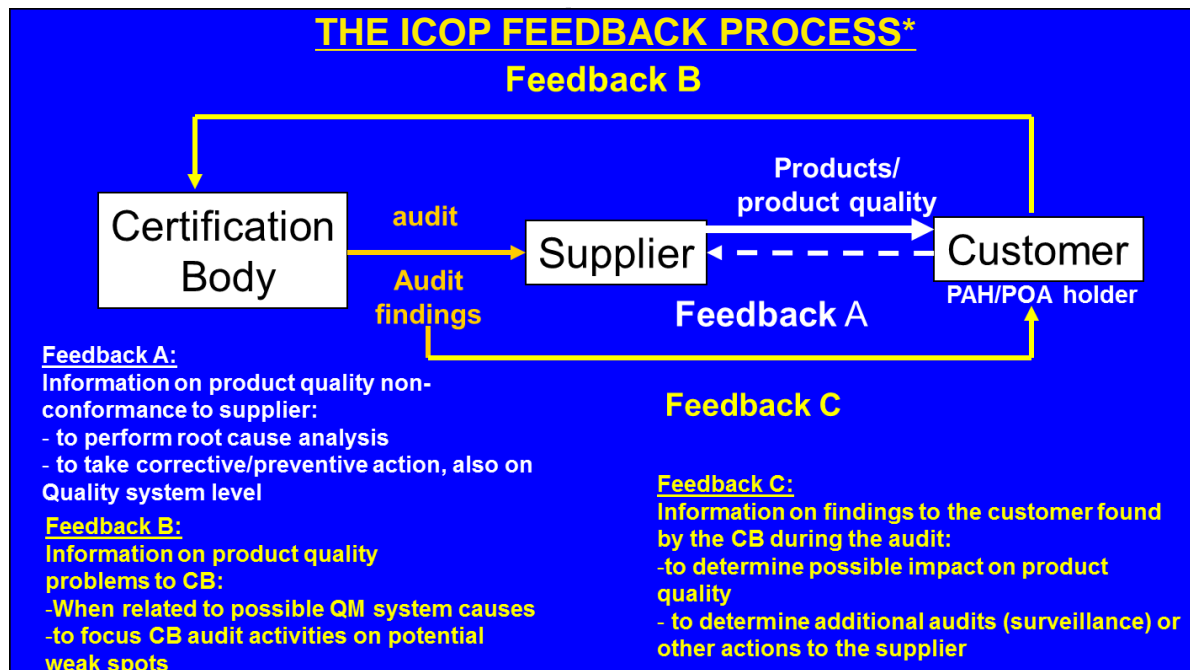 THE ICOP FEEDBACK PROCESS*
Feedback B
Products/
product quality
Certification
Body
audit
Supplier
Customer
PAH/POA holder
Audit
findings
Feedback A
Feedback C
Feedback A:
Information on product quality non-
conformance to supplier:
- to perform root cause analysis
- to take corrective/preventive action, also on
Quality system level
Feedback B:
Information on product quality
problems to CB:
-When related to possible QM system causes
-to focus CB audit activities on potential
weak spots
Feedback C:
Information on findings to the customer found
by the CB during the audit:
-to determine possible impact on product
quality
- to determine additional audits (surveillance) or
other actions to the supplier